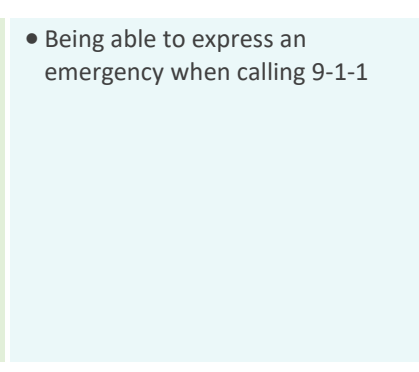 • Being able to express an
emergency when calling 9-1-1